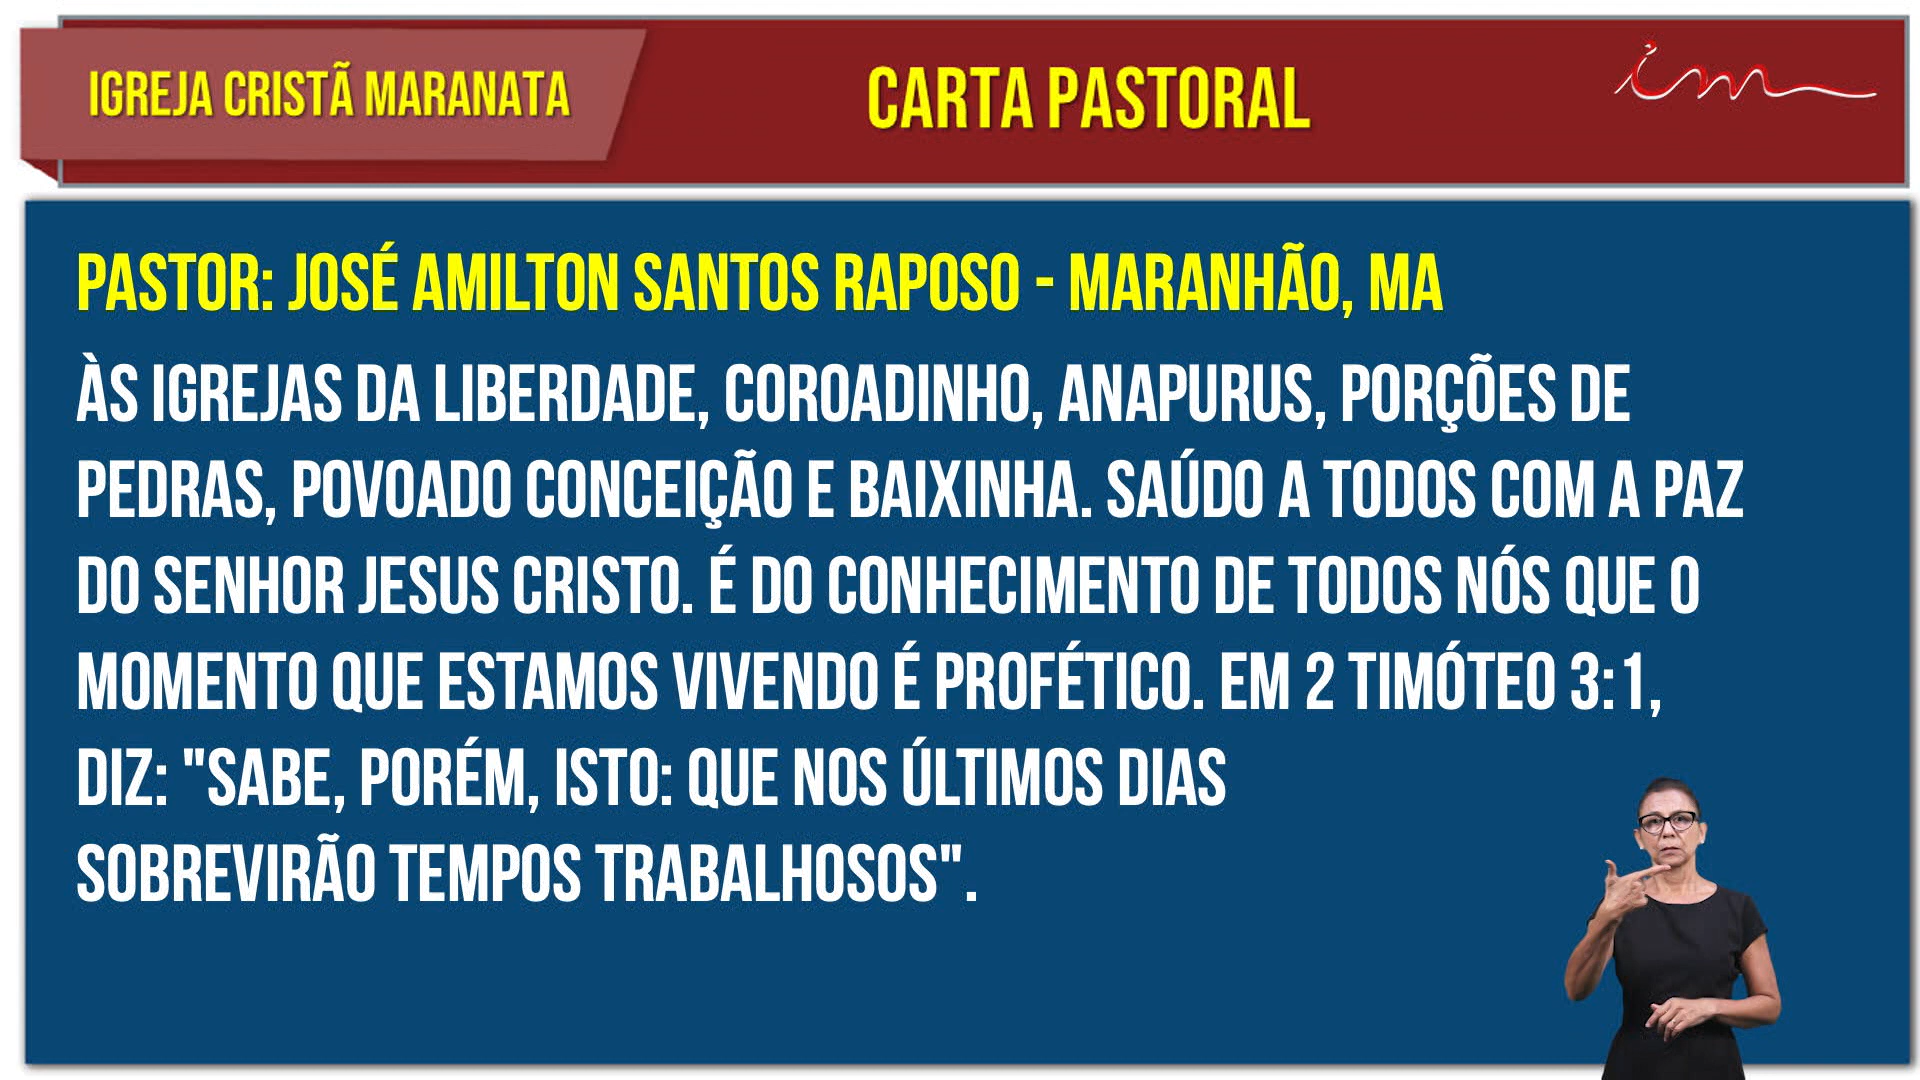 IGREJA CRISTÃ MARANATA
CARTA PASTORAL
im
PASTOR: JOSÉ AMILTON SANTOS RAPOSO - MARANHÃO, MA
ÀS IGREJAS DA LIBERDADE, COROADINHO, ANAPURUS, PORÇÕES DE
PEDRAS, POVOADO CONCEIÇÃO E BAIXINHA. SAÚDO A TODOS COM A PAZ
DO SENHOR JESUS CRISTO. É DO CONHECIMENTO DE TODOS NÓS QUE O
MOMENTO QUE ESTAMOS VIVENDO É PROFÉTICO. EM 2 TIMÓTEO 3:1,
DIZ: "SABE, PORÉM, ISTO: QUE NOS ÚLTIMOS DIAS
SOBREVIRÃO TEMPOS TRABALHOSOS".